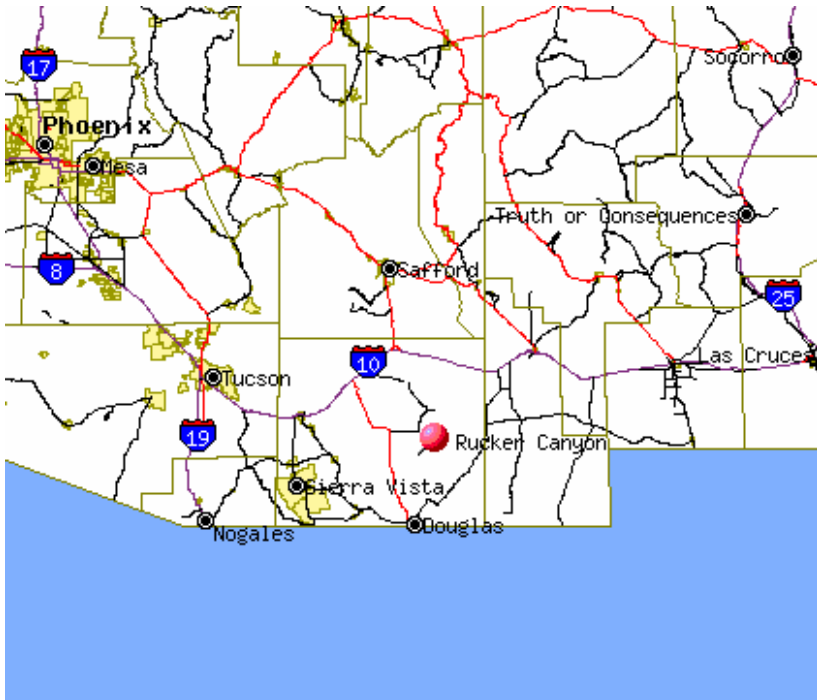 Socorro
17
Phoenix
Mesa
Truth or Consequences
8
Safford
25
10
Las Cruces
Tucson
19
Rucker Canyon
Sierra Vista
Nogales
Douglas